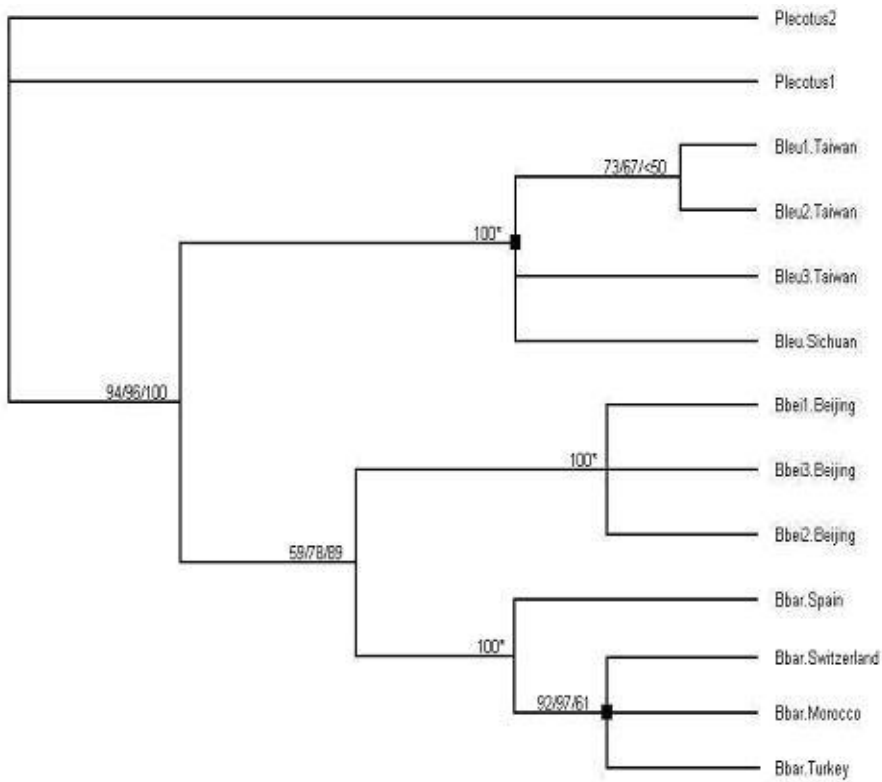 Plecotus2
Plecotus1
Bleu1.Taiwan
73/67/<50
Bleu2.Taiwan
100*
Bleu3.Taiwan
Bleu.Sichuan
94/96/100
Bbei1.Beijing
100*
Bbei3.Beijing
Bbei2.Beijing
59/78/89
Bbar.Spain
100*
Bbar.Switzerland
92/97/61
Bbar.Morocco
Bbar.Turkey